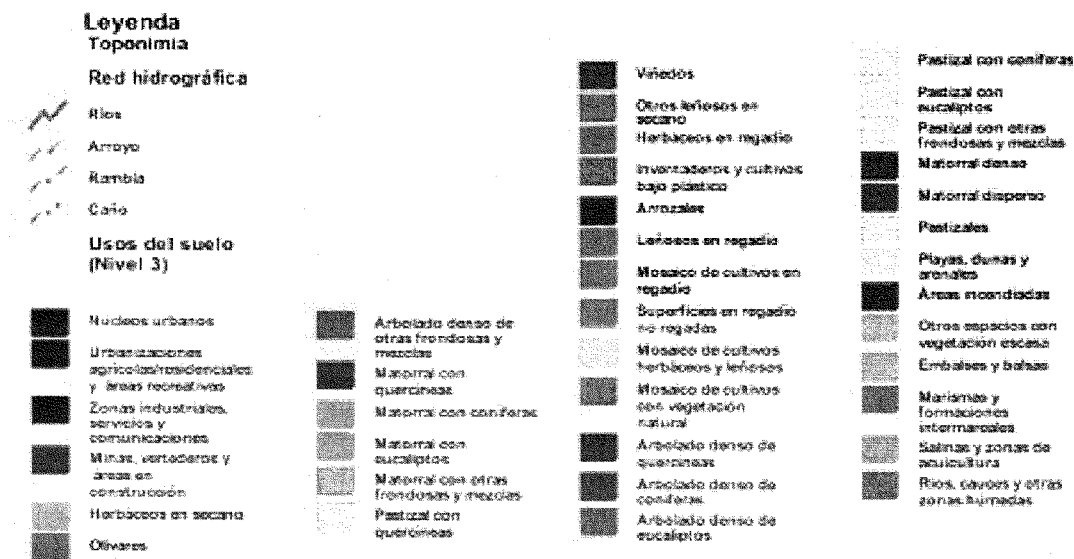 Leyenda
Toponimia
Red hidrográfica
Ríos
Arroyo
Rambla
Caño
Usos del suelo
(Nivel 3)
Nucleos urbanos
Urbanizaciones
agrícolas/residenciales
y áreas recreativas
Zonas industriales,
servicios y
comunicaciones
Minas, vertederos y
áreas en
construcción
Herbáceos en secano
Olivares
Arbolado denso de
otras frondosas y
mezclas
Matorral con
quercíneas
Matorral con coníferas
Matorral con
eucaliptos
Matorral con otras
frondosas y mezclas
Pastizal con
quercíneas
Viñedos
Otros leñosos en
secano
Herbáceos en regadío
Invernaderos y cultivos
bajo plástico
Arrozales
Leñosos en regadío
Mosaico de cultivos en
regadío
Superficies en regadío
no regadas
Mosaico de cultivos
herbáceos y leñosos
Mosaico de cultivos
con vegetación
natural
Arbolado denso de
quercíneas
Arbolado denso de
coníferas
Arbolado denso de
eucaliptos
Pastizal con coníferas
Pastizal con
eucaliptos
Pastizal con otras
frondosas y mezclas
Matorral denso
Matorral disperso
Pastizales
Playas, dunas y
arenales
Áreas incendiadas
Otros espacios con
vegetación escasa
Embalses y balsas
Marismas y
formaciones
intermareales
Salinas y zonas de
acuicultura
Ríos, cauces y otras
zonas húmedas